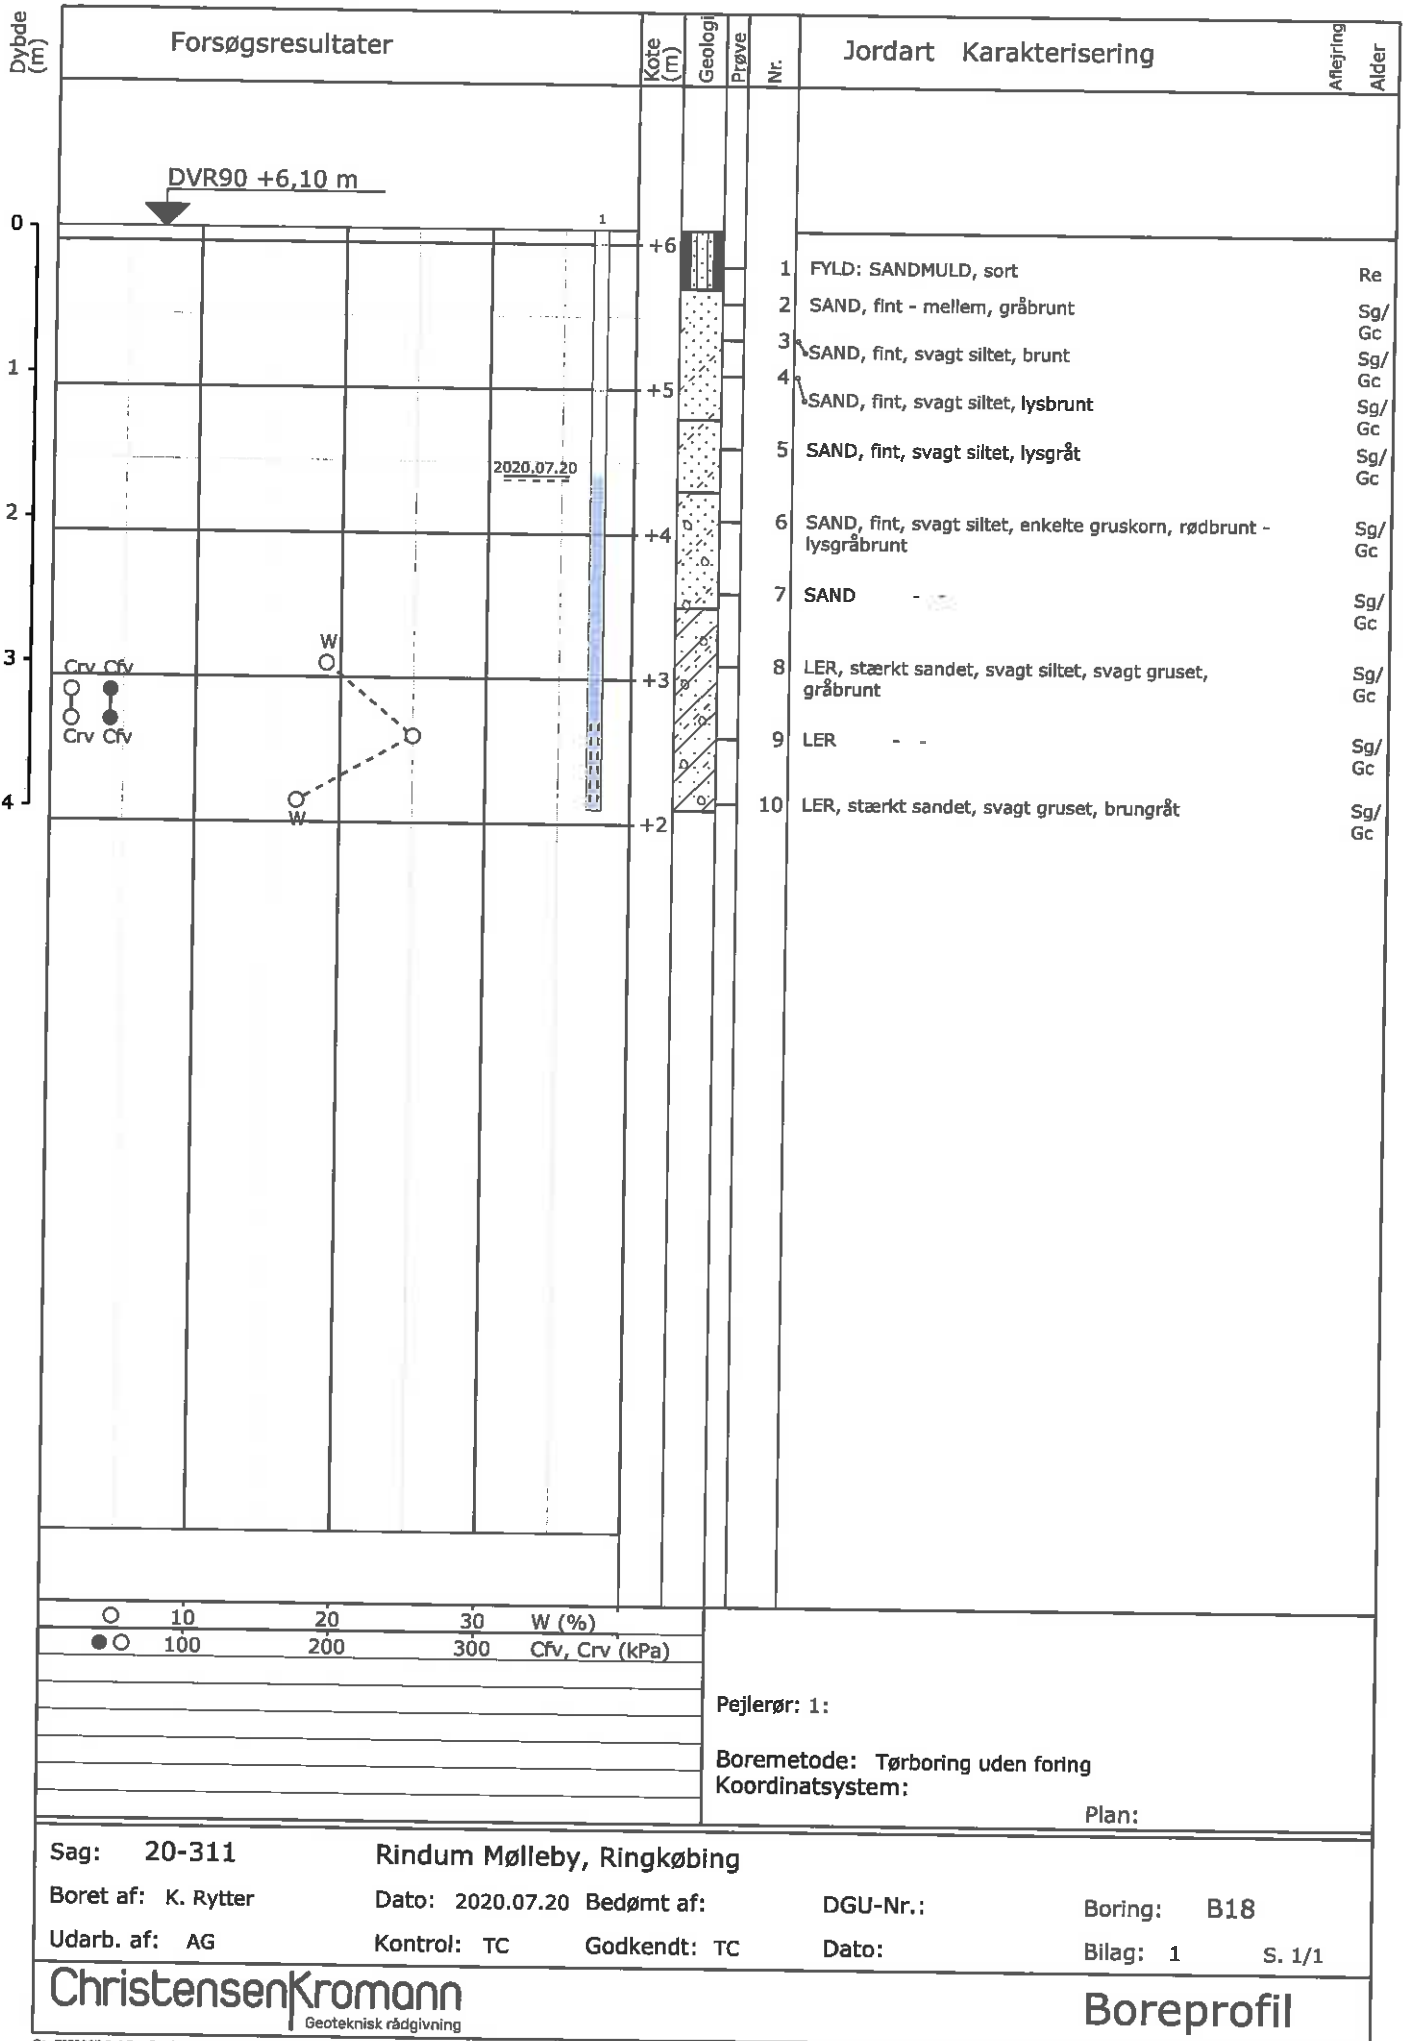 Dybde (m)
Forsøgsresultater
Kote (m)
Geologi
Prøve
Nr.
Jordart Karakterisering
Aflejring
Alder
DVR90 +6,10 m
0
1
+6
1 FYLD: SANDMULD, sort Re
2 SAND, fint - mellem, gråbrunt Sg/ Gc
3 SAND, fint, svagt siltet, brunt Sg/ Gc
1
+5
4 SAND, fint, svagt siltet, lysbrunt Sg/ Gc
5 SAND, fint, svagt siltet, lysgråt Sg/ Gc
2020.07.20
2
+4
6 SAND, fint, svagt siltet, enkelte gruskorn, rødbrunt - Sg/
lysgråbrunt Gc
7 SAND - - Sg/ Gc
W
3
Crv Cfv
+3
8 LER, stærkt sandet, svagt siltet, svagt gruset, Sg/
gråbrunt Gc
Crv Cfv
9 LER - - Sg/ Gc
4
W
+2
10 LER, stærkt sandet, svagt gruset, brungråt Sg/ Gc
10 20 30 W (%)
100 200 300 Cfv, Crv (kPa)
Pejlerør: 1:
Boremetode: Tørboring uden foring
Koordinatsystem:
Plan:
Sag: 20-311 Rindum Mølleby, Ringkøbing
Boret af: K. Rytter Dato: 2020.07.20 Bedømt af: DGU-Nr.: Boring: B18
Udarb. af: AG Kontrol: TC Godkendt: TC Dato: Bilag: 1 S. 1/1
ChristensenKromann
Geoteknisk rådgivning
Boreprofil